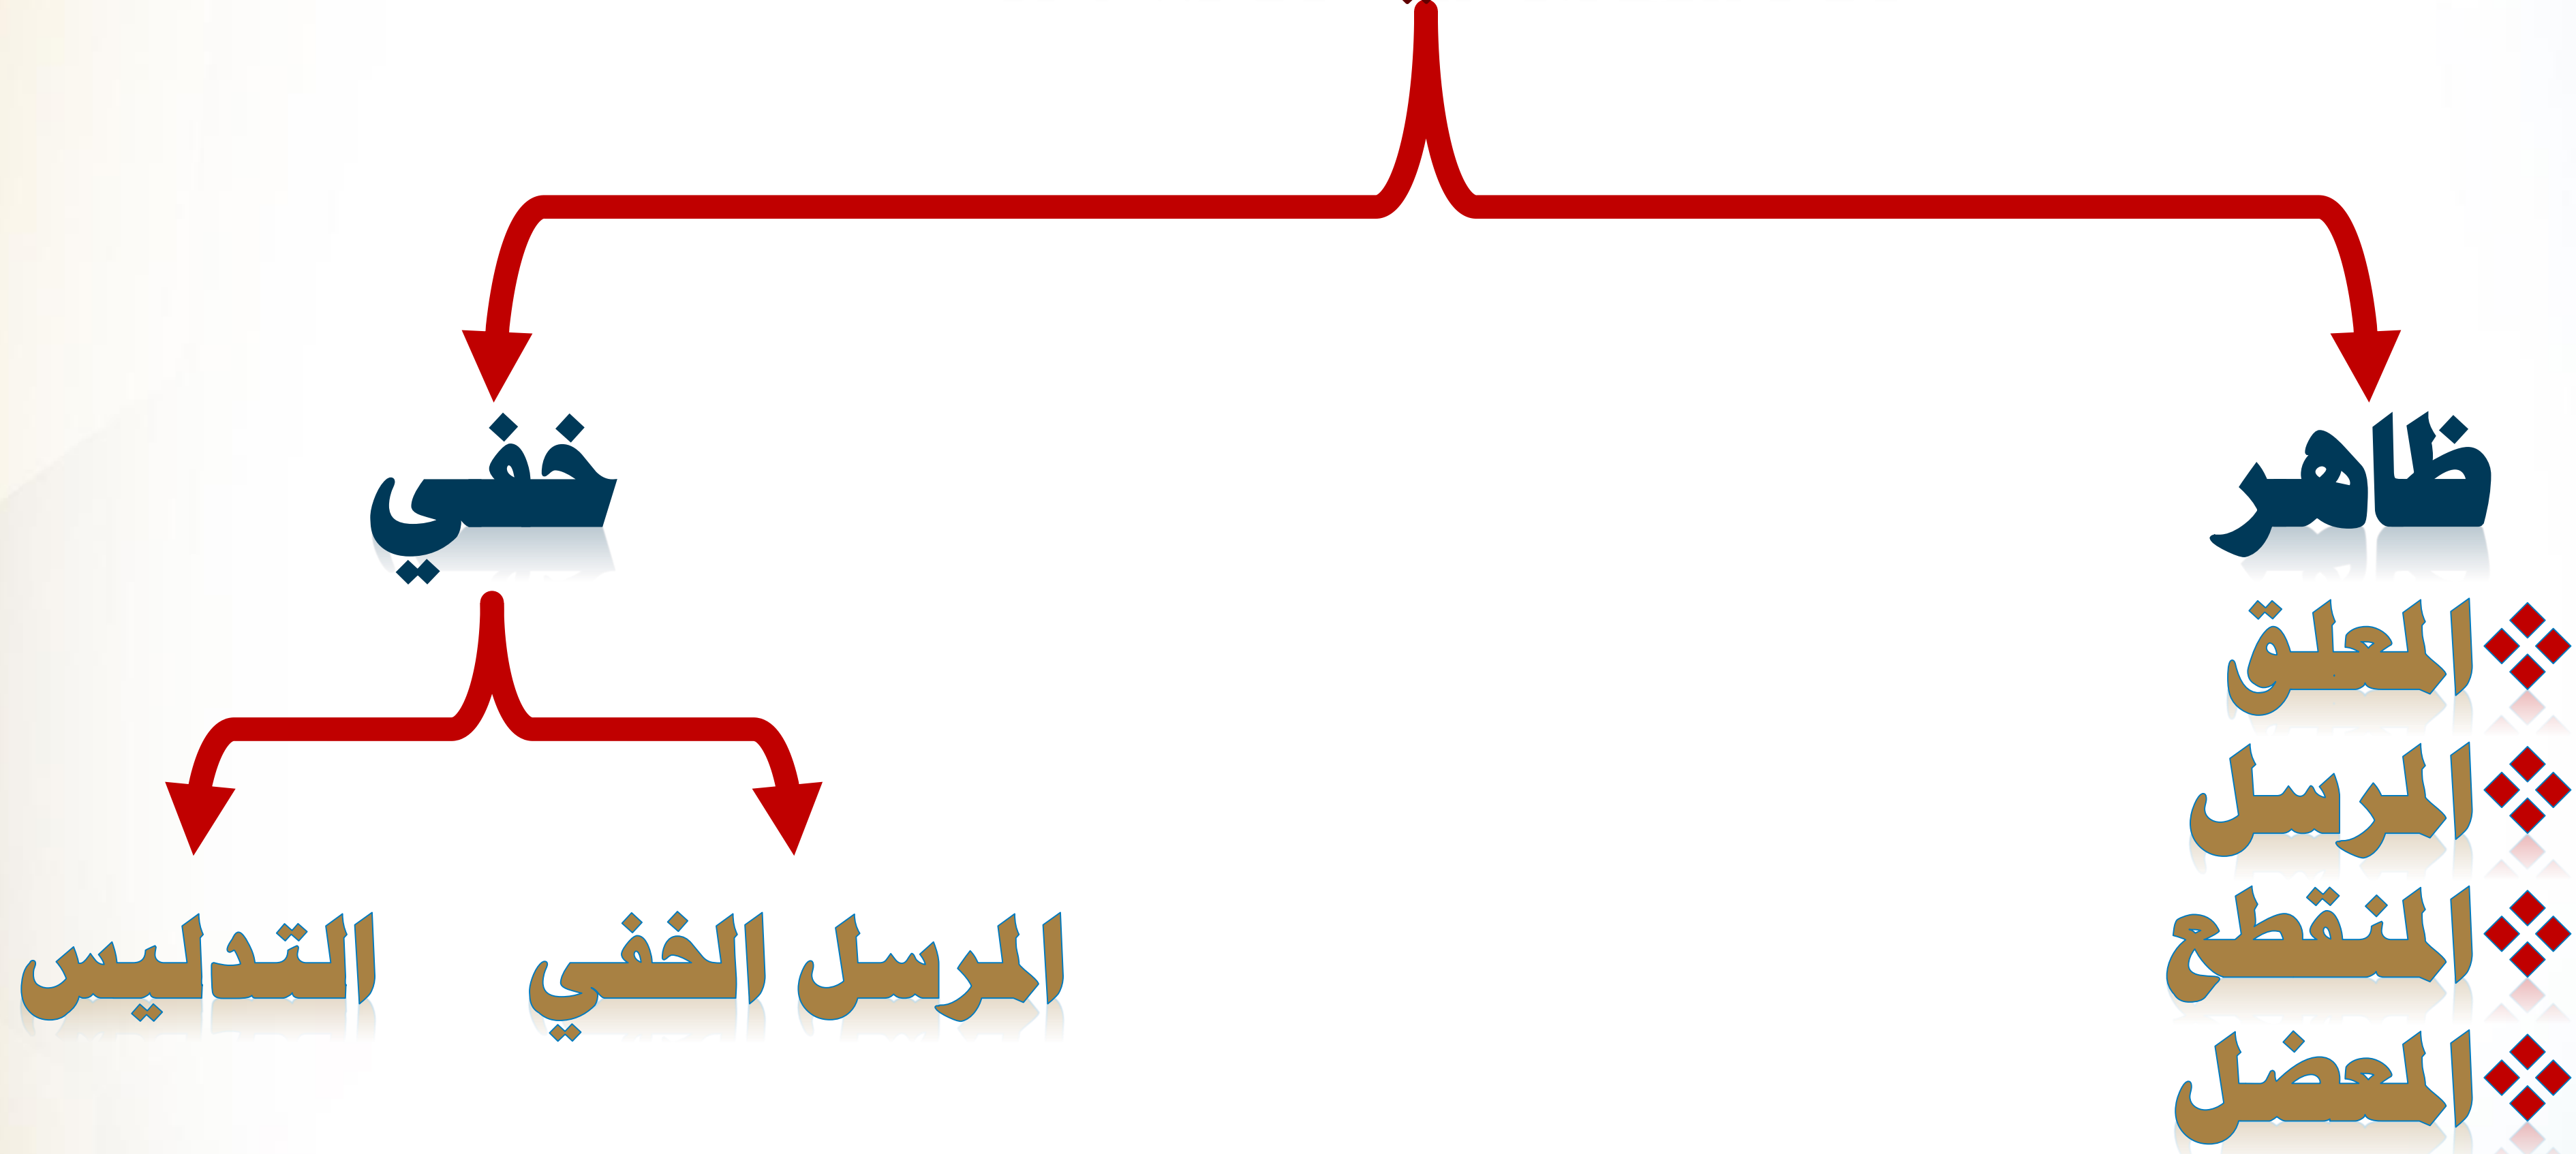 ظاهر
خفي
المعلق
المرسل
المنقطع
المعضل
المرسل الخفي
التدليس